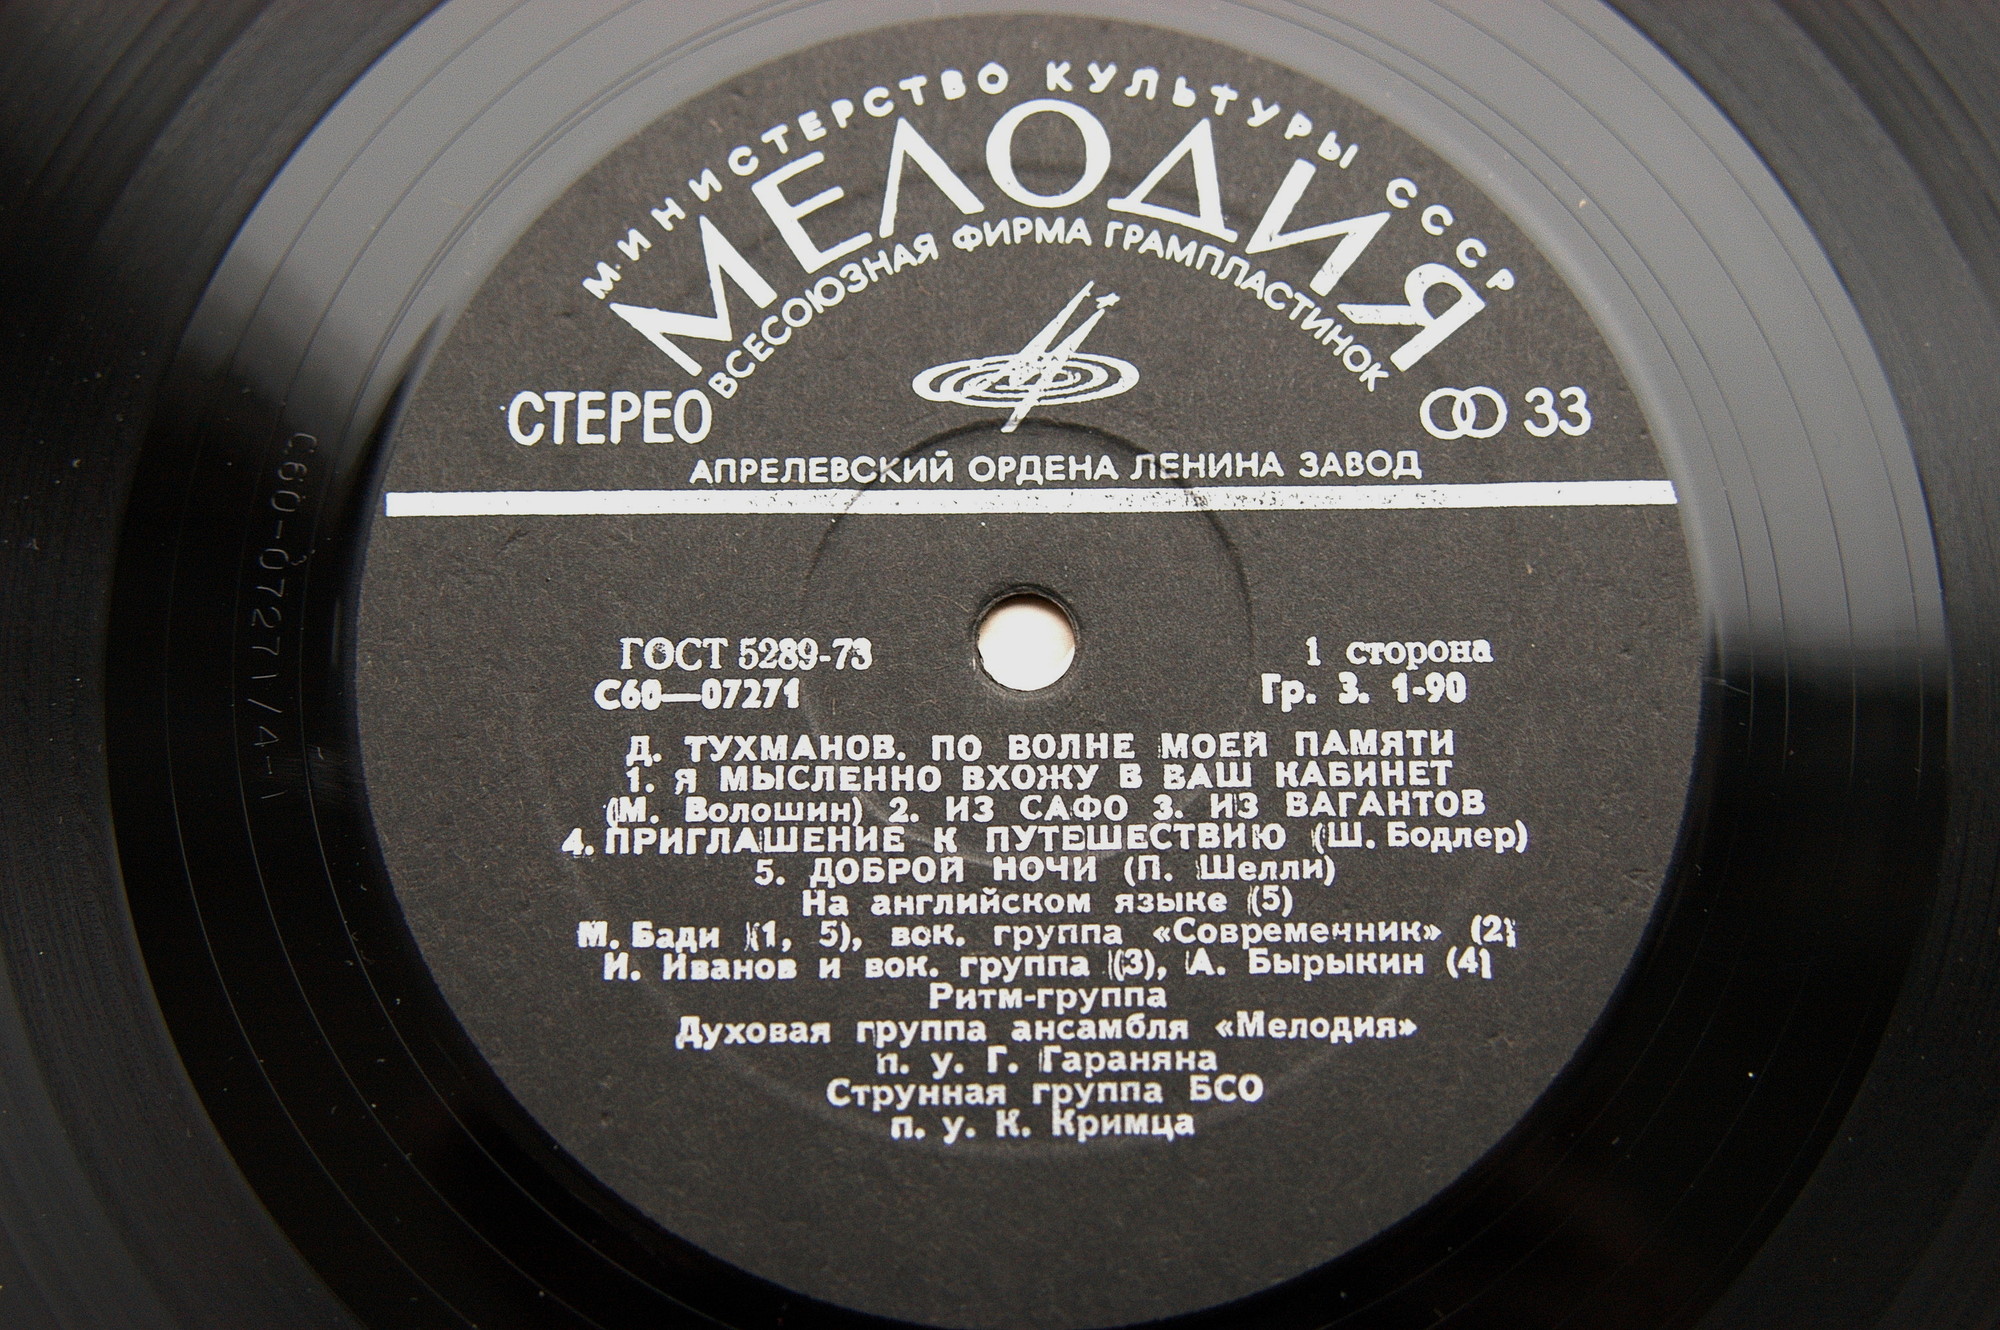 МИНИСТЕРСТВО КУЛЬТУРЫ СССР
МЕЛОДИЯ
ВСЕСОЮЗНАЯ ФИРМА ГРАМПЛАСТИНОК
СТЕРЕО 33
АПРЕЛЕВСКИЙ ОРДЕНА ЛЕНИНА ЗАВОД
ГОСТ 5289-73 1 сторона
С60—07271 Гр. 3. 1-90
Д. ТУХМАНОВ. ПО ВОЛНЕ МОЕЙ ПАМЯТИ
1. Я МЫСЛЕННО ВХОЖУ В ВАШ КАБИНЕТ
(М. Волошин) 2. ИЗ САФО 3. ИЗ ВАГАНТОВ
4. ПРИГЛАШЕНИЕ К ПУТЕШЕСТВИЮ (Ш. Бодлер)
5. ДОБРОЙ НОЧИ (П. Шелли)
На английском языке (5)
М. Бади (1, 5), вок. группа «Современник» (2)
И. Иванов и вок. группа (3), А. Бырыкин (4)
Ритм-группа
Духовая группа ансамбля «Мелодия»
п. у. Г. Гараняна
Струнная группа БСО
п. у. К. Кримца
С60-07271/А-1